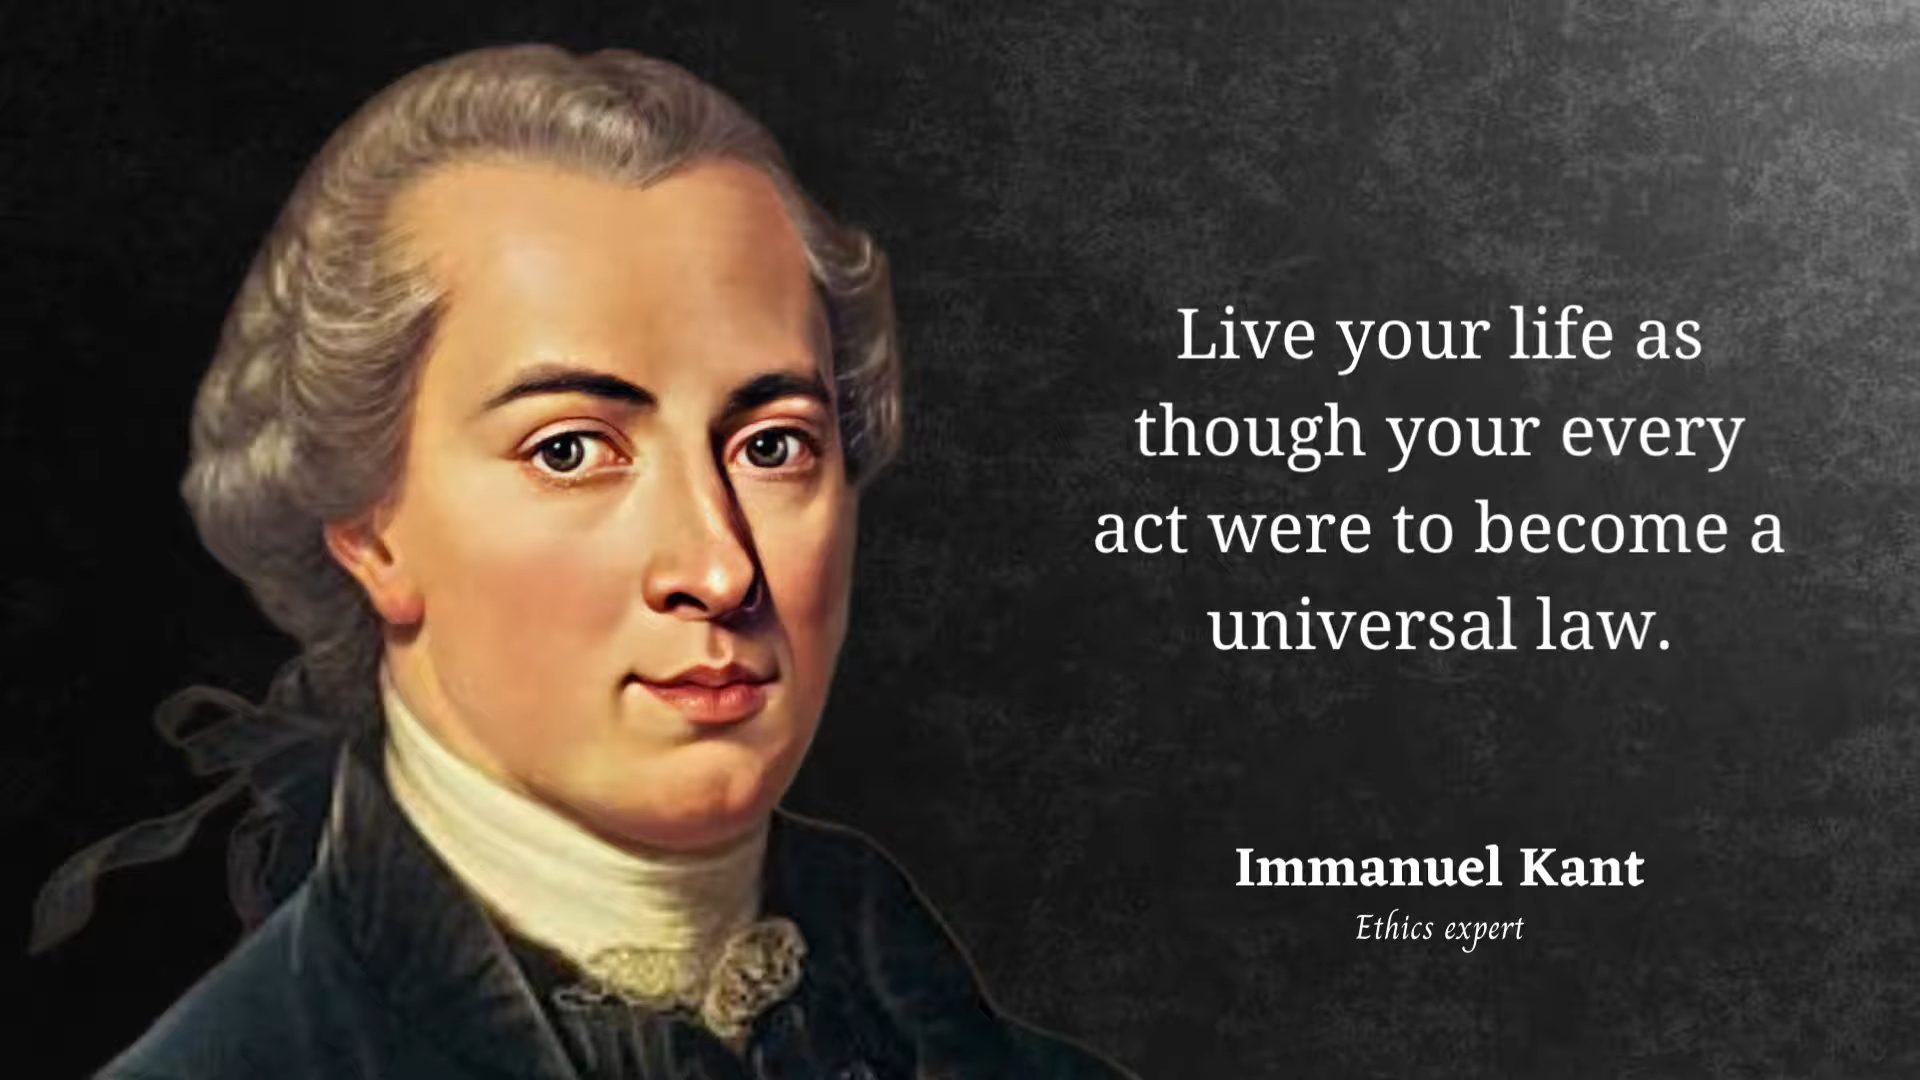 Live your life as
though your every
act were to become a
universal law.
Immanuel Kant
Ethics expert